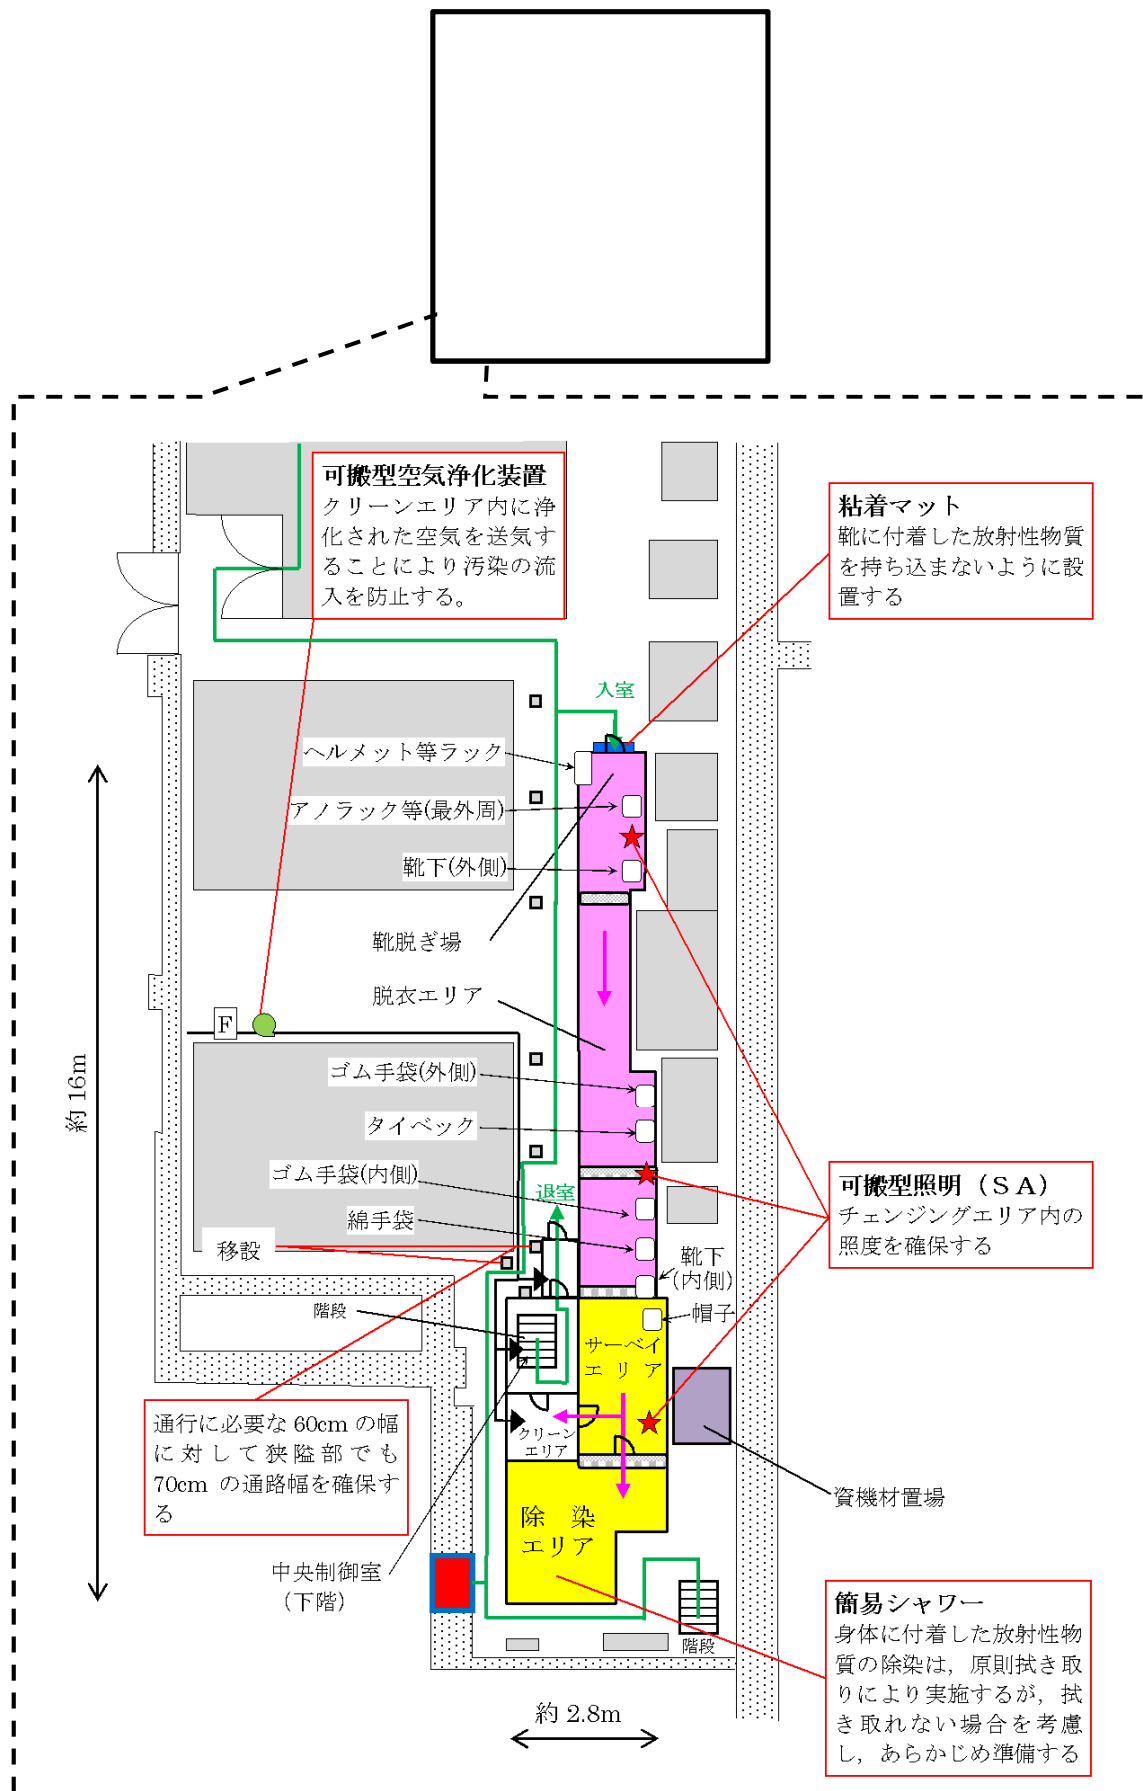 可搬型空気浄化装置
クリーンエリア内に浄
化された空気を送気す
ることにより汚染の流
入を防止する。
粘着マット
靴に付着した放射性物質
を持ち込まないように設
置する
入室
ヘルメット等ラック
アノラック等(最外周)
靴下(外側)
靴脱ぎ場
脱衣エリア
F
ゴム手袋(外側)
タイベック
ゴム手袋(内側)
退室
綿手袋
移設
約16m
靴下
(内側)
帽子
階段
サーベイ
エリア
可搬型照明（ＳＡ）
チェンジングエリア内の
照度を確保する
通行に必要な 60cm の幅
に対して狭隘部でも
70cm の通路幅を確保す
る
クリーン
エリア
資機材置場
除染
エリア
中央制御室
（下階）
階段
簡易シャワー
身体に付着した放射性物
質の除染は，原則拭き取
りにより実施するが，拭
き取れない場合を考慮
し，あらかじめ準備する
約 2.8m